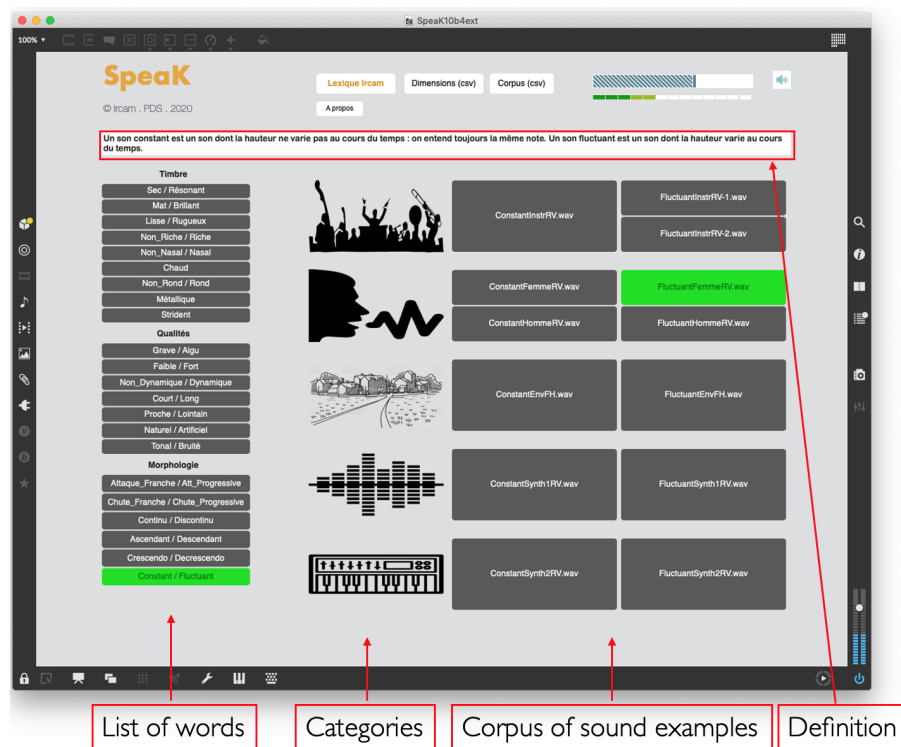 SpeaK10b4ext
100%
SpeaK
Lexique Ircam
Dimensions (csv)
Corpus (csv)
© Ircam . PDS . 2020
A propos
Un son constant est un son dont la hauteur ne varie pas au cours du temps : on entend toujours la même note. Un son fluctuant est un son dont la hauteur varie au cours
du temps.
Timbre
Sec / Résonant
Mat / Brillant
Lisse / Rugueux
Non_Riche / Riche
Non_Nasal / Nasal
Chaud
Non_Rond / Rond
Métallique
Strident
Qualités
Grave / Aigu
Faible / Fort
Non_Dynamique / Dynamique
Court / Long
Proche / Lointain
Naturel / Artificiel
Tonal / Bruité
Morphologie
Attaque_Franche / Att_Progressive
Chute_Franche / Chute_Progressive
Continu / Discontinu
Ascendant / Descendant
Crescendo / Decrescendo
Constant / Fluctuant
ConstantInstrRV.wav
FluctuantInstrRV-1.wav
FluctuantInstrRV-2.wav
ConstantFemmeRV.wav
FluctuantFemmeRV.wav
ConstantHommeRV.wav
FluctuantHommeRV.wav
ConstantEnvFH.wav
FluctuantEnvFH.wav
ConstantSynth1RV.wav
FluctuantSynth1RV.wav
88
ConstantSynth2RV.wav
FluctuantSynth2RV.wav
List of words
Categories
Corpus of sound examples
Definition